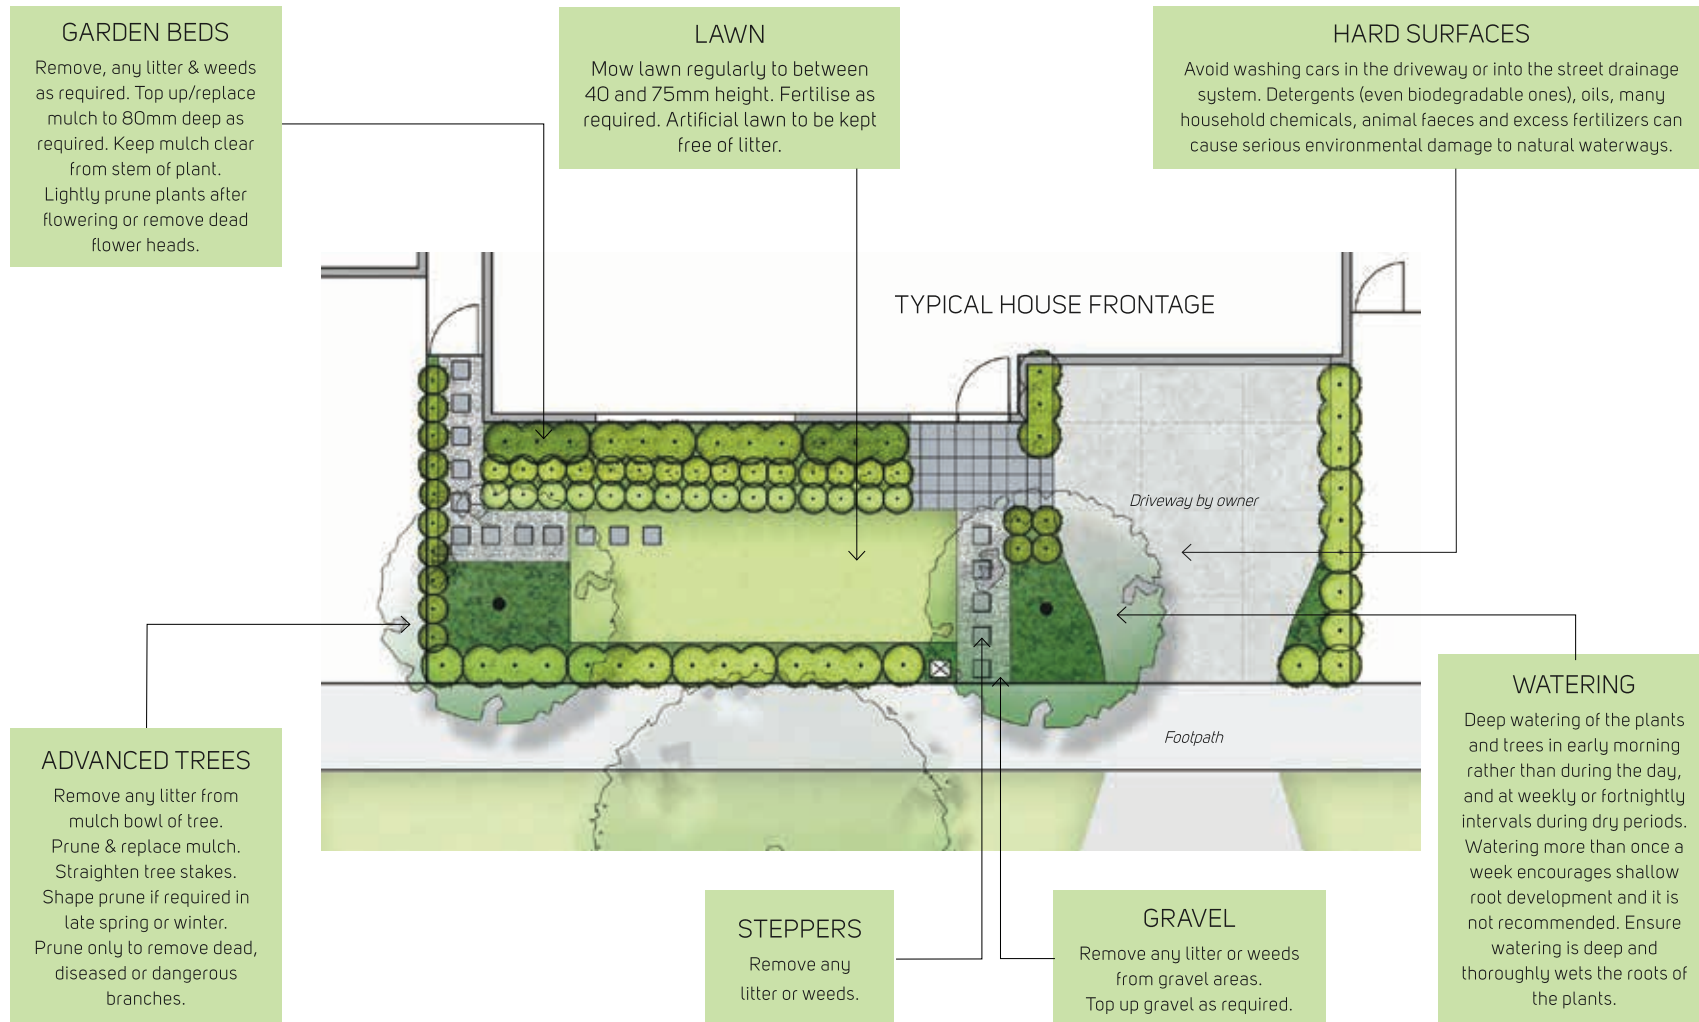 GARDEN BEDS
Remove, any litter & weeds
as required. Top up/replace
mulch to 80mm deep as
required. Keep mulch clear
from stem of plant.
Lightly prune plants after
flowering or remove dead
flower heads.
LAWN
Mow lawn regularly to between
40 and 75mm height. Fertilise as
required. Artificial lawn to be kept
free of litter.
HARD SURFACES
Avoid washing cars in the driveway or into the street drainage
system. Detergents (even biodegradable ones), oils, many
household chemicals, animal faeces and excess fertilizers can
cause serious environmental damage to natural waterways.
TYPICAL HOUSE FRONTAGE
Driveway by owner
Footpath
ADVANCED TREES
Remove any litter from
mulch bowl of tree.
Prune & replace mulch.
Straighten tree stakes.
Shape prune if required in
late spring or winter.
Prune only to remove dead,
diseased or dangerous
branches.
STEPPERS
Remove any
litter or weeds.
GRAVEL
Remove any litter or weeds
from gravel areas.
Top up gravel as required.
WATERING
Deep watering of the plants
and trees in early morning
rather than during the day,
and at weekly or fortnightly
intervals during dry periods.
Watering more than once a
week encourages shallow
root development and it is
not recommended. Ensure
watering is deep and
thoroughly wets the roots of
the plants.